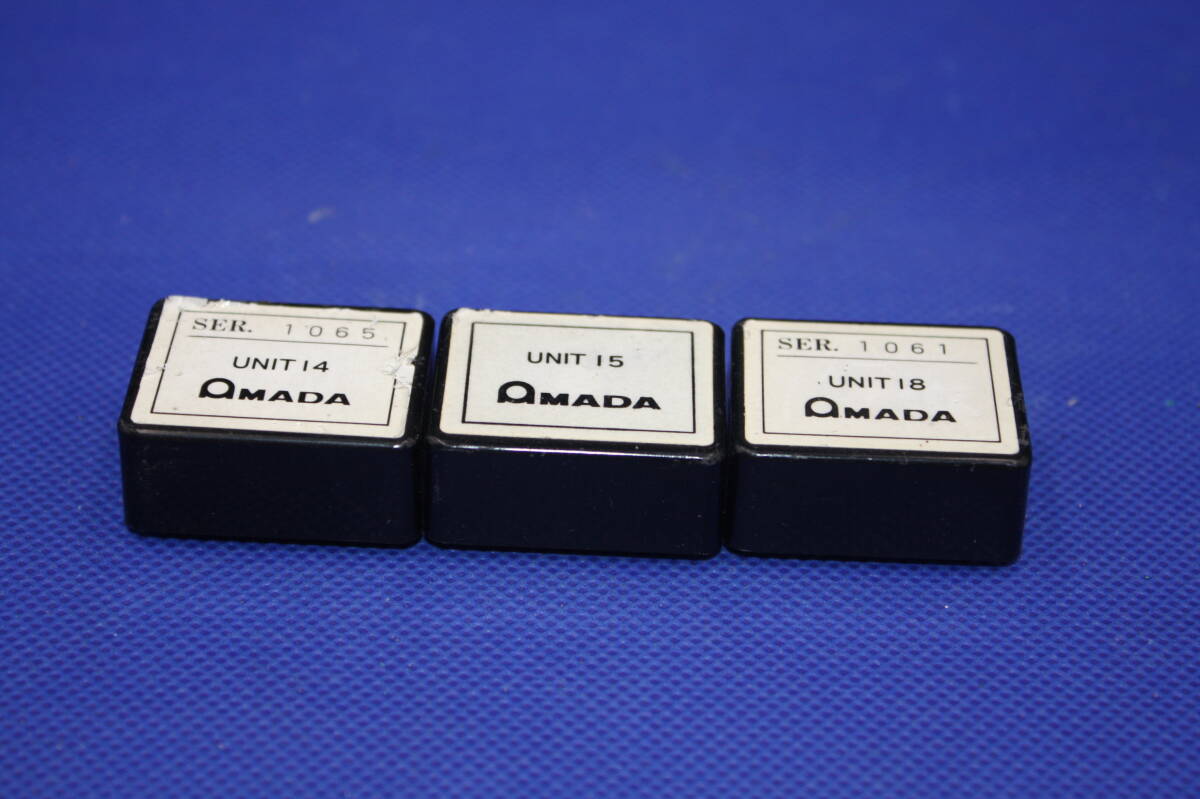 SER. 1065
UNIT 14
AMADA
UNIT 15
AMADA
SER. 1061
UNIT 18
AMADA